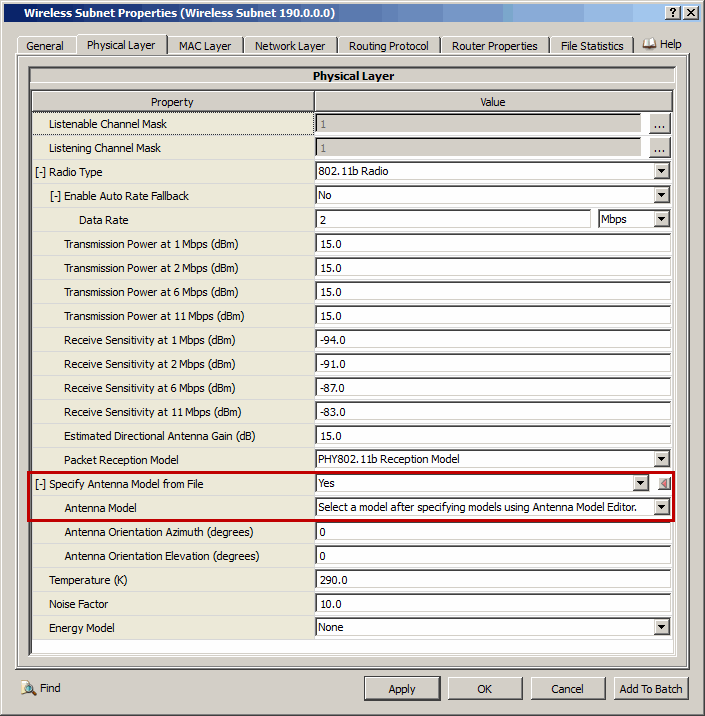 Wireless Subnet Properties (Wireless Subnet 190.0.0.0)
General Physical Layer MAC Layer Network Layer Routing Protocol Router Properties File Statistics Help
Physical Layer
Property Value
Listenable Channel Mask 1 ...
Listening Channel Mask 1 ...
[-] Radio Type 802.11b Radio
[-] Enable Auto Rate Fallback No
Data Rate 2 Mbps
Transmission Power at 1 Mbps (dBm) 15.0
Transmission Power at 2 Mbps (dBm) 15.0
Transmission Power at 6 Mbps (dBm) 15.0
Transmission Power at 11 Mbps (dBm) 15.0
Receive Sensitivity at 1 Mbps (dBm) -94.0
Receive Sensitivity at 2 Mbps (dBm) -91.0
Receive Sensitivity at 6 Mbps (dBm) -87.0
Receive Sensitivity at 11 Mbps (dBm) -83.0
Estimated Directional Antenna Gain (dB) 15.0
Packet Reception Model PHY802.11b Reception Model
[-] Specify Antenna Model from File Yes
Antenna Model Select a model after specifying models using Antenna Model Editor.
Antenna Orientation Azimuth (degrees) 0
Antenna Orientation Elevation (degrees) 0
Temperature (K) 290.0
Noise Factor 10.0
Energy Model None
Find Apply OK Cancel Add To Batch